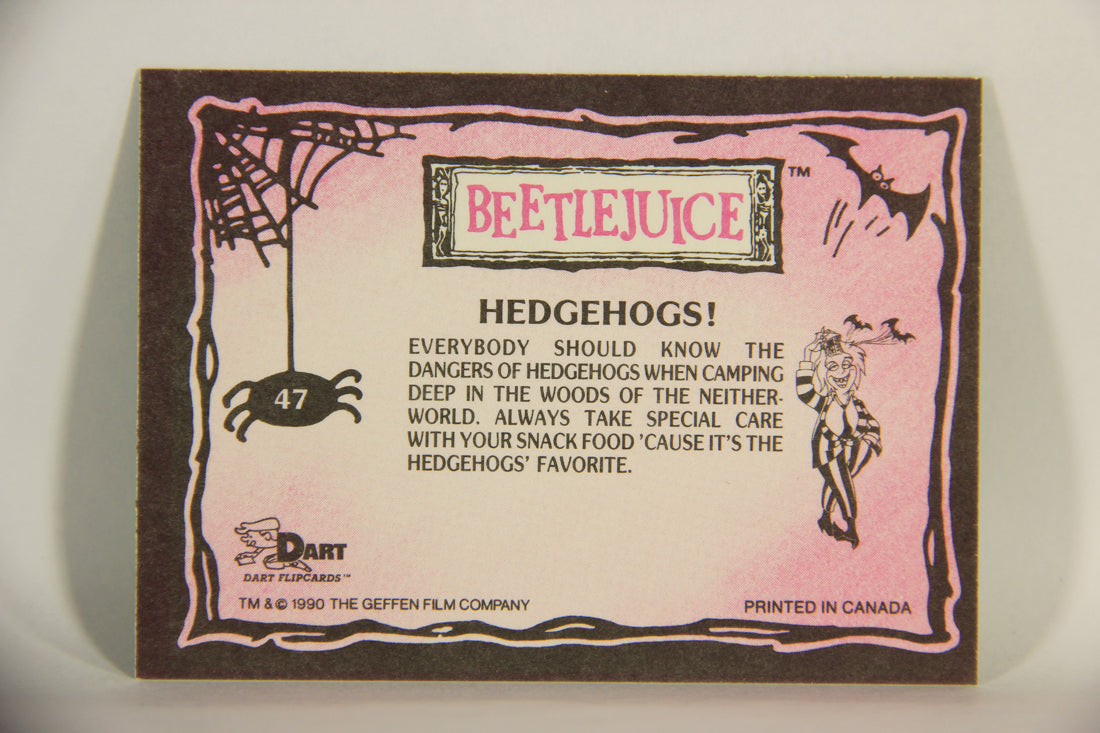 BEETLEJUICE™
HEDGEHOGS!
EVERYBODY SHOULD KNOW THE
DANGERS OF HEDGEHOGS WHEN CAMPING
DEEP IN THE WOODS OF THE NEITHER-
WORLD. ALWAYS TAKE SPECIAL CARE
WITH YOUR SNACK FOOD 'CAUSE IT'S THE
HEDGEHOGS' FAVORITE.
47
DART
DART FLIPCARDS™
TM & © 1990 THE GEFFEN FILM COMPANY
PRINTED IN CANADA